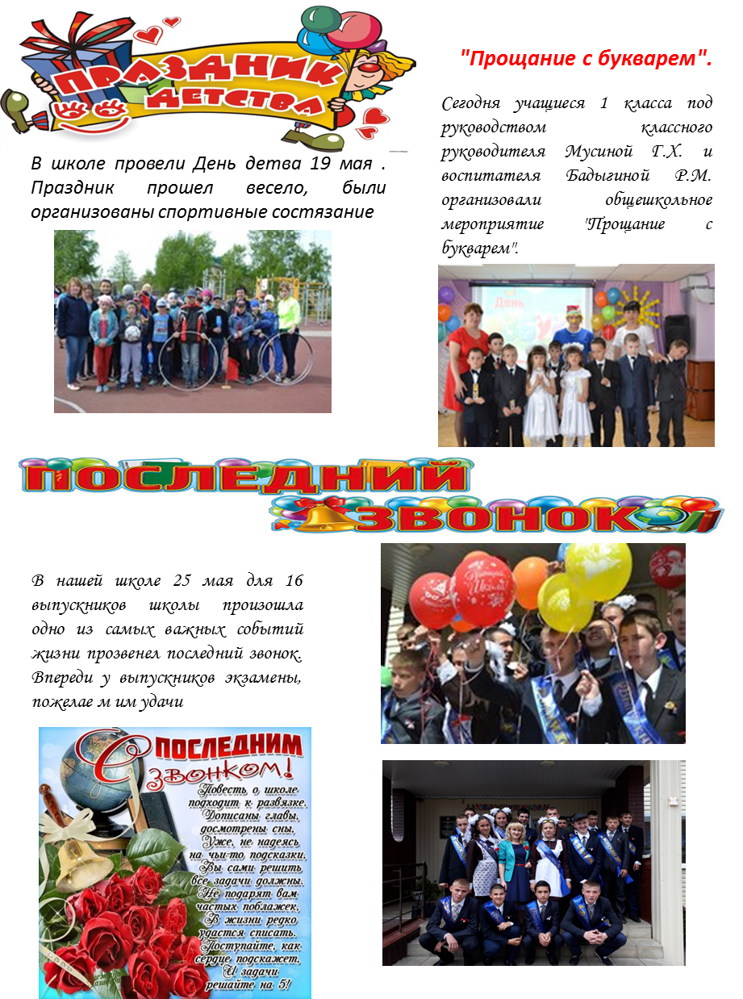 ПРАЗДНИК
ДЕТСТВА
В школе провели День детва 19 мая .
Праздник прошел весело, были
организованы спортивные состязание
"Прощание с букварем".
Сегодня учащиеся 1 класса под
руководством классного
руководителя Мусиной Г.Х. и
воспитателя Бадыгиной Р.М.
организовали общешкольное
мероприятие "Прощание с
букварем".
День
ПОСЛЕДНИЙ
ЗВОНОК
В нашей школе 25 мая для 16
выпускников школы произошла
одно из самых важных событий
жизни прозвенел последний звонок.
Впереди у выпускников экзамены,
пожелае м им удачи
Прощай,
Школа!
С ПОСЛЕДНИМ
ЗВОНКОМ!
Повесть о школе
подходит к развязке.
Дописаны главы,
досмотрены сны,
Уже, не надеясь
на чьи-то подсказки,
Вы сами решить
все задачи должны.
Не подарят вам
частых поблажек,
В жизни редко
удастся списать.
Поступайте, как
сердце подскажет,
И задачи
решайте на 5!